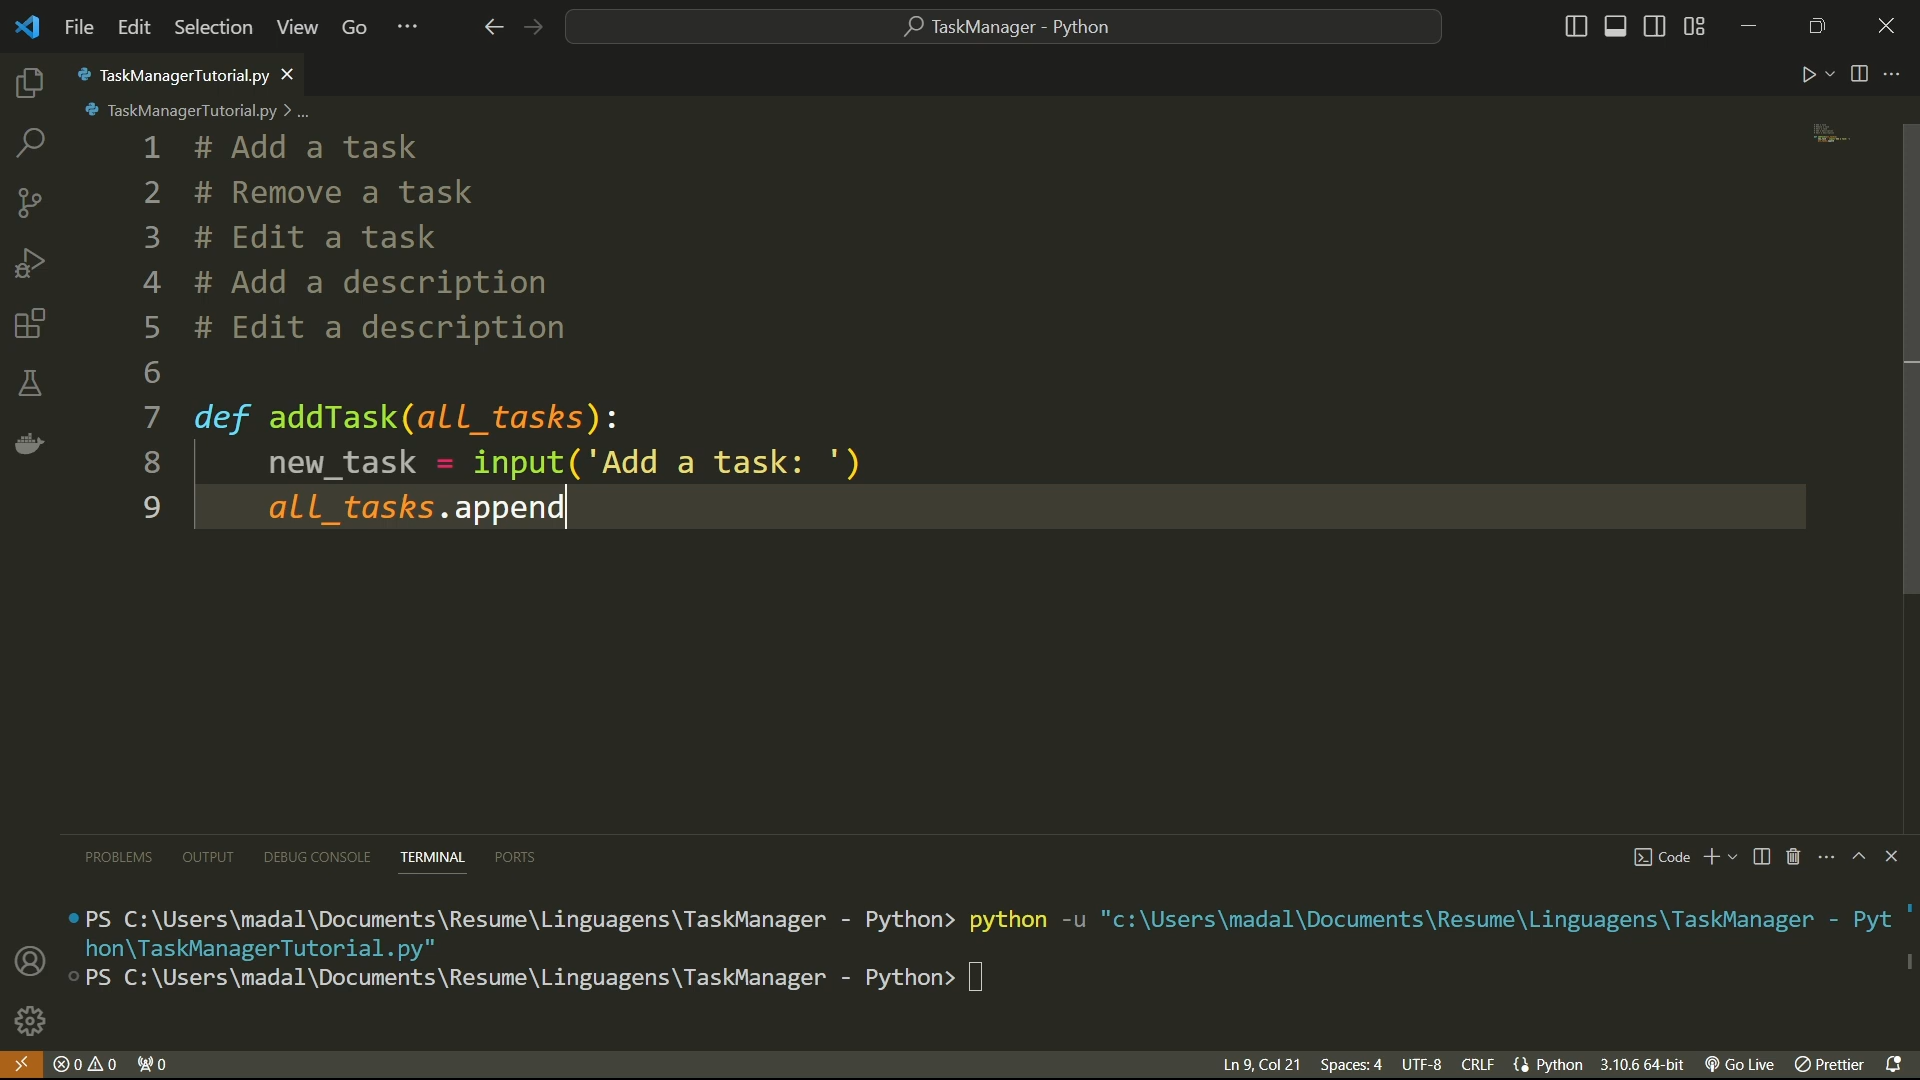 File Edit Selection View Go ··· TaskManager - Python
TaskManagerTutorial.py
TaskManagerTutorial.py > ...
1 # Add a task
2 # Remove a task
3 # Edit a task
4 # Add a description
5 # Edit a description
6
7 def addTask(all_tasks):
8 new_task = input('Add a task: ')
9 all_tasks.append
PROBLEMS OUTPUT DEBUG CONSOLE TERMINAL PORTS Code
PS C:\Users\madal\Documents\Resume\Linguagens\TaskManager - Python> python -u "c:\Users\madal\Documents\Resume\Linguagens\TaskManager - Pyt
hon\TaskManagerTutorial.py"
PS C:\Users\madal\Documents\Resume\Linguagens\TaskManager - Python>
0 0 0 Ln 9, Col 21 Spaces: 4 UTF-8 CRLF Python 3.10.6 64-bit Go Live Prettier